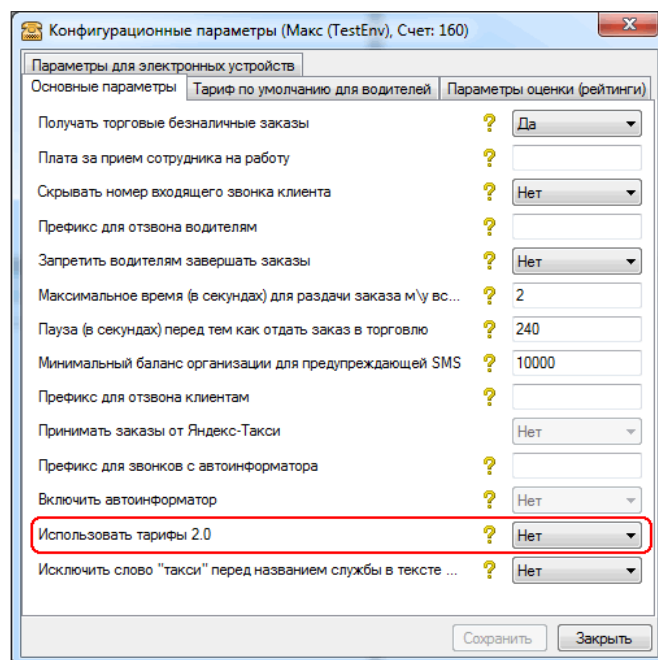 Конфигурационные параметры (Макс (TestEnv), Счет: 160)
Параметры для электронных устройств
Основные параметры Тариф по умолчанию для водителей Параметры оценки (рейтинги)
Получать торговые безналичные заказы ? Да
Плата за прием сотрудника на работу ?
Скрывать номер входящего звонка клиента ? Нет
Префикс для отзвона водителям ?
Запретить водителям завершать заказы ? Нет
Максимальное время (в секундах) для раздачи заказа м\у вс... ? 2
Пауза (в секундах) перед тем как отдать заказ в торговлю ? 240
Минимальный баланс организации для предупреждающей SMS ? 10000
Префикс для отзвона клиентам ?
Принимать заказы от Яндекс-Такси Нет
Префикс для звонков с автоинформатора ?
Включить автоинформатор ? Нет
Использовать тарифы 2.0 ? Нет
Исключить слово "такси" перед названием службы в тексте ... ? Нет
Сохранить Закрыть